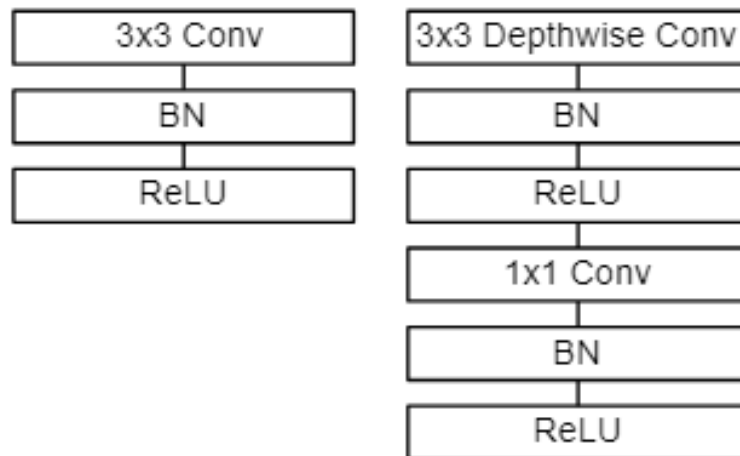 3x3 Conv
BN
ReLU
3x3 Depthwise Conv
BN
ReLU
1x1 Conv
BN
ReLU